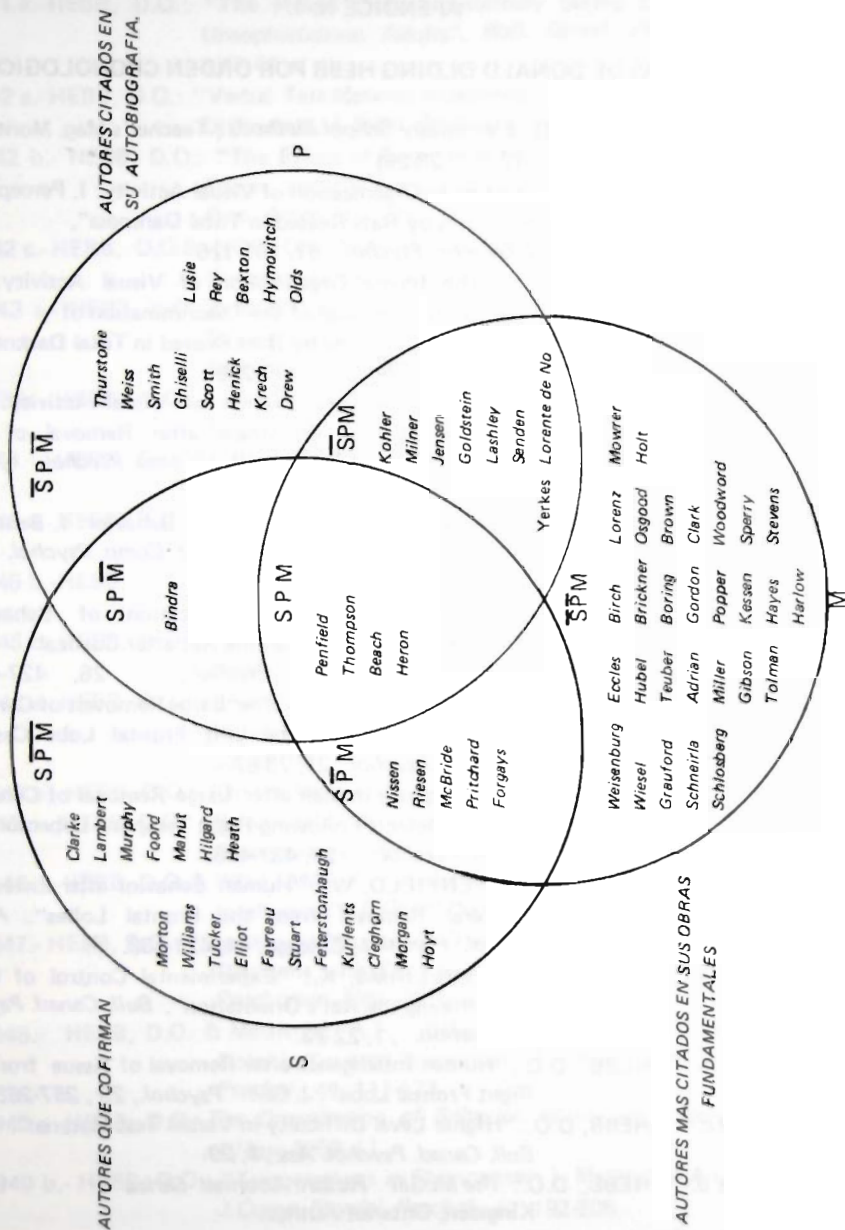 AUTORES QUE COFIRMAN
AUTORES CITADOS EN
SU AUTOBIOGRAFIA,
S P̅ M̅
Clarke
Lambert
Murphy
Foord
Mahut
Hilgard
Heath
Morton
Williams
Tucker
Elliot
Favreau
Stuart
Feterstonhaugh
Kurlents
Cleghorn
Morgan
Hoyt
S
S P M̅
Bindra
S̅ P M̅
Thurstone
Weiss
Smith
Ghiselli
Scott
Henick
Krech
Drew
Lusie
Rey
Bexton
Hymovitch
Olds
P
S P M
Penfield
Thompson
Beach
Heron
S P̅ M
Nissen
Riesen
McBride
Pritchard
Forgays
S̅ P M
Kohler
Milner
Jensen
Goldstein
Lashley
Senden
Yerkes Lorente de No
S̅ P̅ M
Weisenburg Eccles Birch Lorenz Mowrer
Wiesel Hubel Brickner Osgood Holt
Grauford Teuber Boring Brown
Schneirla Adrian Gordon Clark
Schlosberg Miller Popper Woodword
Gibson Kessen Sperry
Tolman Hayes Stevens
Harlow
M
AUTORES MAS CITADOS EN SUS OBRAS
FUNDAMENTALES